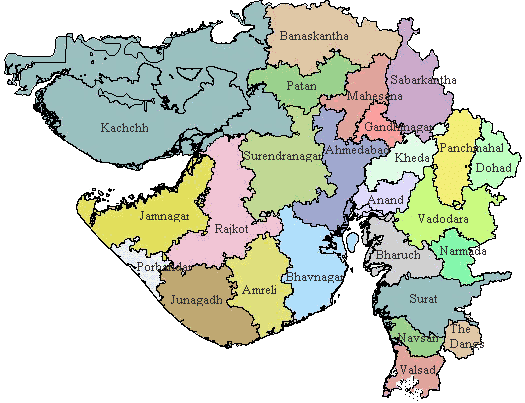 Banaskantha
Patan
Sabarkantha
Mahesana
Gandhinagar
Kachchh
Surendranagar
Ahmedabad
Kheda
Panchmahal
Dohad
Anand
Jamnagar
Rajkot
Vadodara
Porbandar
Bhavnagar
Bharuch
Narmada
Junagadh
Amreli
Surat
Navsari
The
Dangs
Valsad